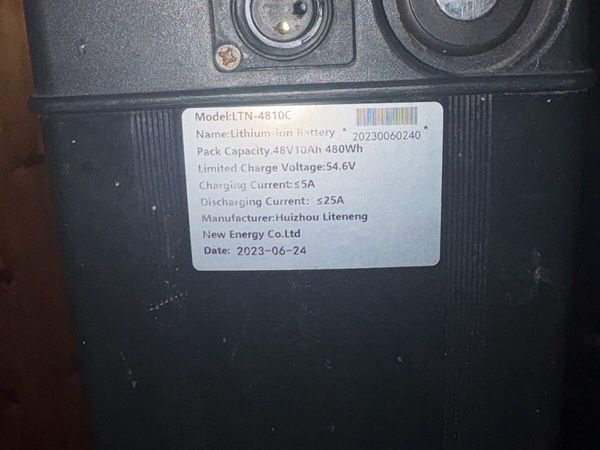 Model:LTN-4810C
Name:Lithium-ion Battery
*20230060240*
Pack Capacity:48V10Ah 480Wh
Limited Charge Voltage:54.6V
Charging Current:≤5A
Discharging Current: ≤25A
Manufacturer:Huizhou Liteneng
New Energy Co.Ltd
Date: 2023-06-24